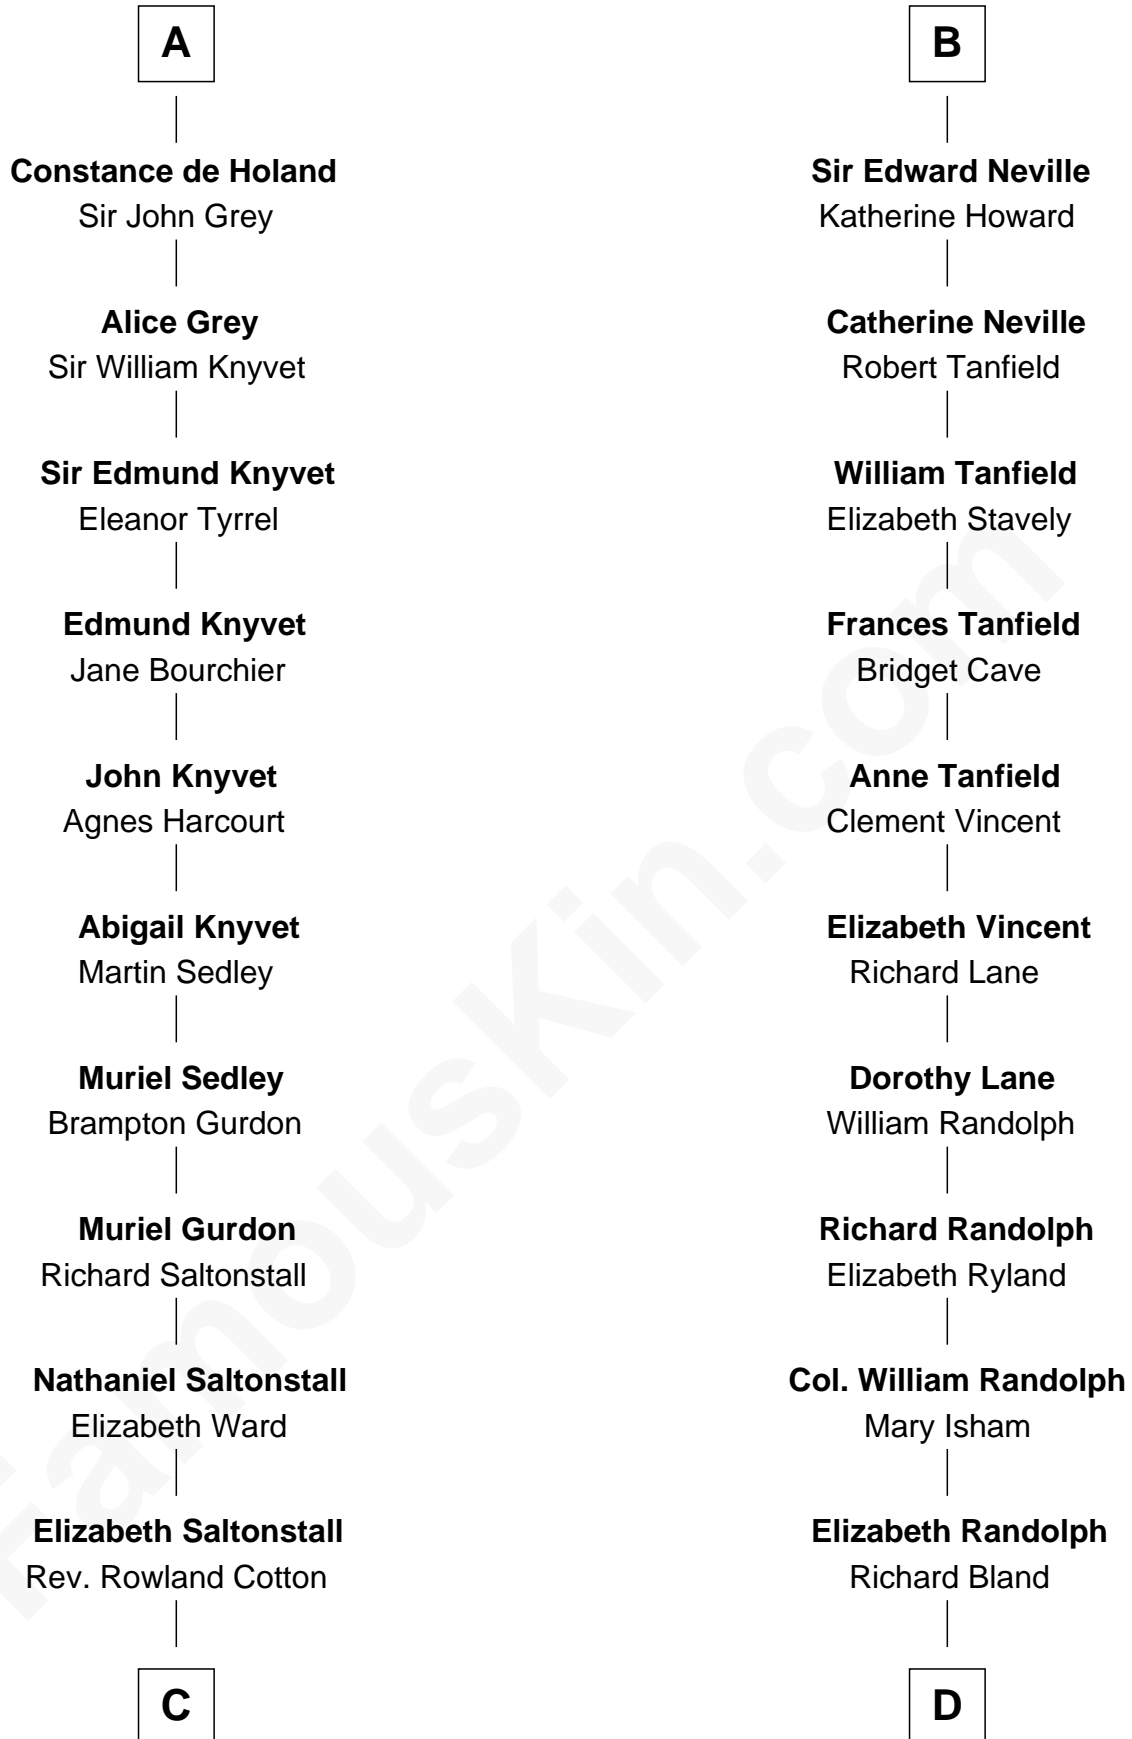 A
Constance de Holand
Sir John Grey
Alice Grey
Sir William Knyvet
Sir Edmund Knyvet
Eleanor Tyrrel
Edmund Knyvet
Jane Bourchier
John Knyvet
Agnes Harcourt
Abigail Knyvet
Martin Sedley
Muriel Sedley
Brampton Gurdon
Muriel Gurdon
Richard Saltonstall
Nathaniel Saltonstall
Elizabeth Ward
Elizabeth Saltonstall
Rev. Rowland Cotton
C
B
Sir Edward Neville
Katherine Howard
Catherine Neville
Robert Tanfield
William Tanfield
Elizabeth Stavely
Frances Tanfield
Bridget Cave
Anne Tanfield
Clement Vincent
Elizabeth Vincent
Richard Lane
Dorothy Lane
William Randolph
Richard Randolph
Elizabeth Ryland
Col. William Randolph
Mary Isham
Elizabeth Randolph
Richard Bland
D
FamousKin.com